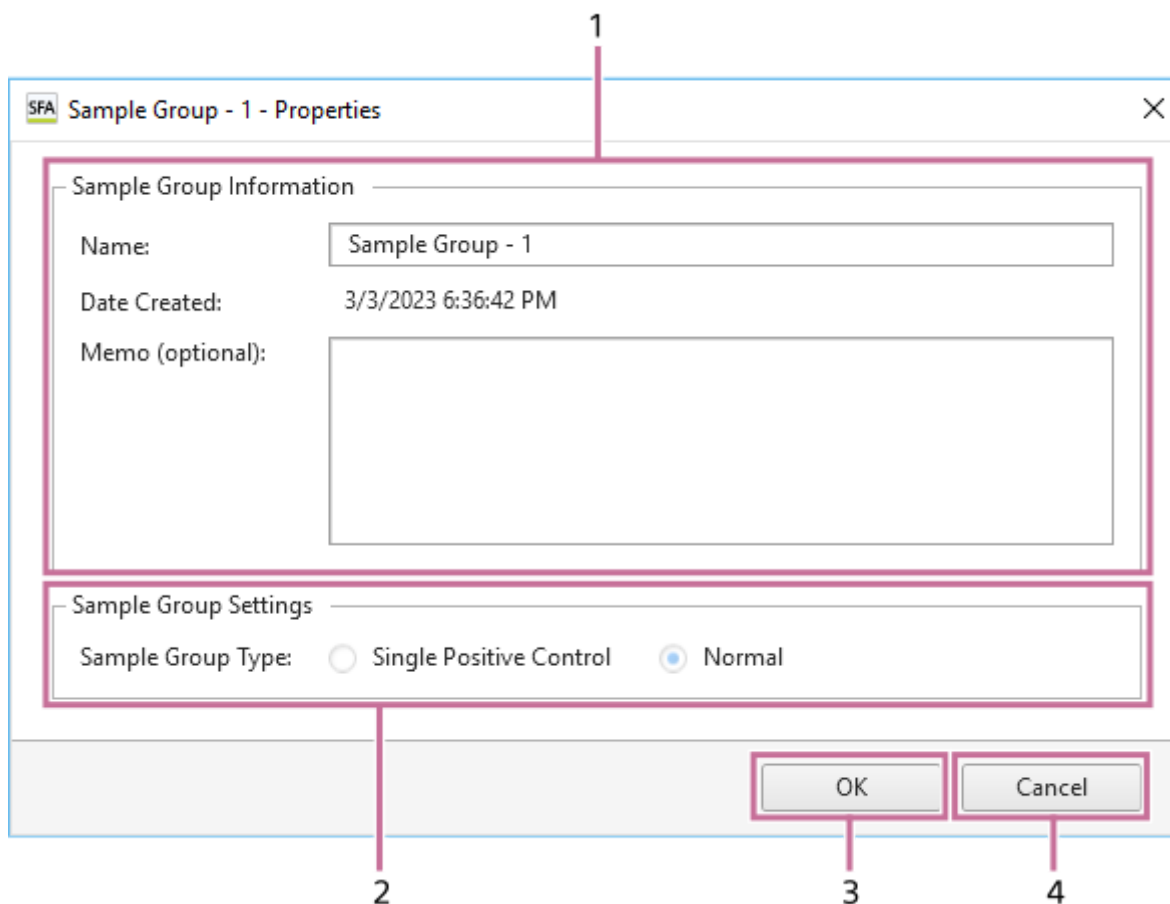 1
SFA Sample Group - 1 - Properties
Sample Group Information
Name: Sample Group - 1
Date Created: 3/3/2023 6:36:42 PM
Memo (optional):
Sample Group Settings
Sample Group Type: Single Positive Control Normal
OK Cancel
2 3 4